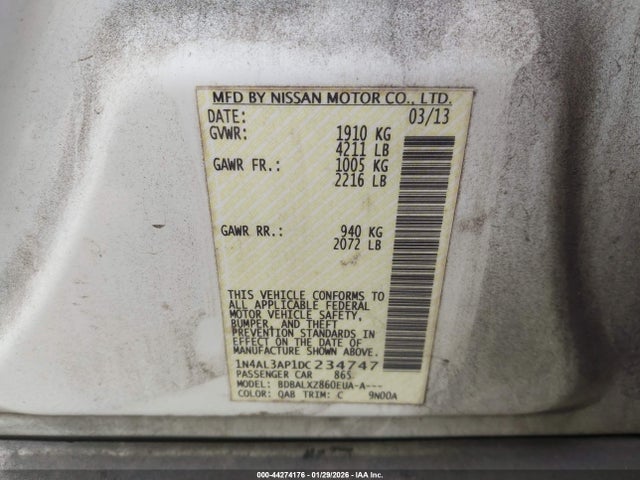 MFD BY NISSAN MOTOR CO., LTD.
DATE: 03/13
GVWR: 1910 KG
4211 LB
GAWR FR.: 1005 KG
2216 LB
GAWR RR.: 940 KG
2072 LB
THIS VEHICLE CONFORMS TO
ALL APPLICABLE FEDERAL
MOTOR VEHICLE SAFETY,
BUMPER, AND THEFT
PREVENTION STANDARDS IN
EFFECT ON THE DATE OF
MANUFACTURE SHOWN ABOVE.
1N4AL3AP1DC234747
PASSENGER CAR 865
MODEL: BDBALXZ860EUA-A---
COLOR: QAB TRIM: C 9N00A
000-44274176 - 01/29/2026 - IAA Inc.